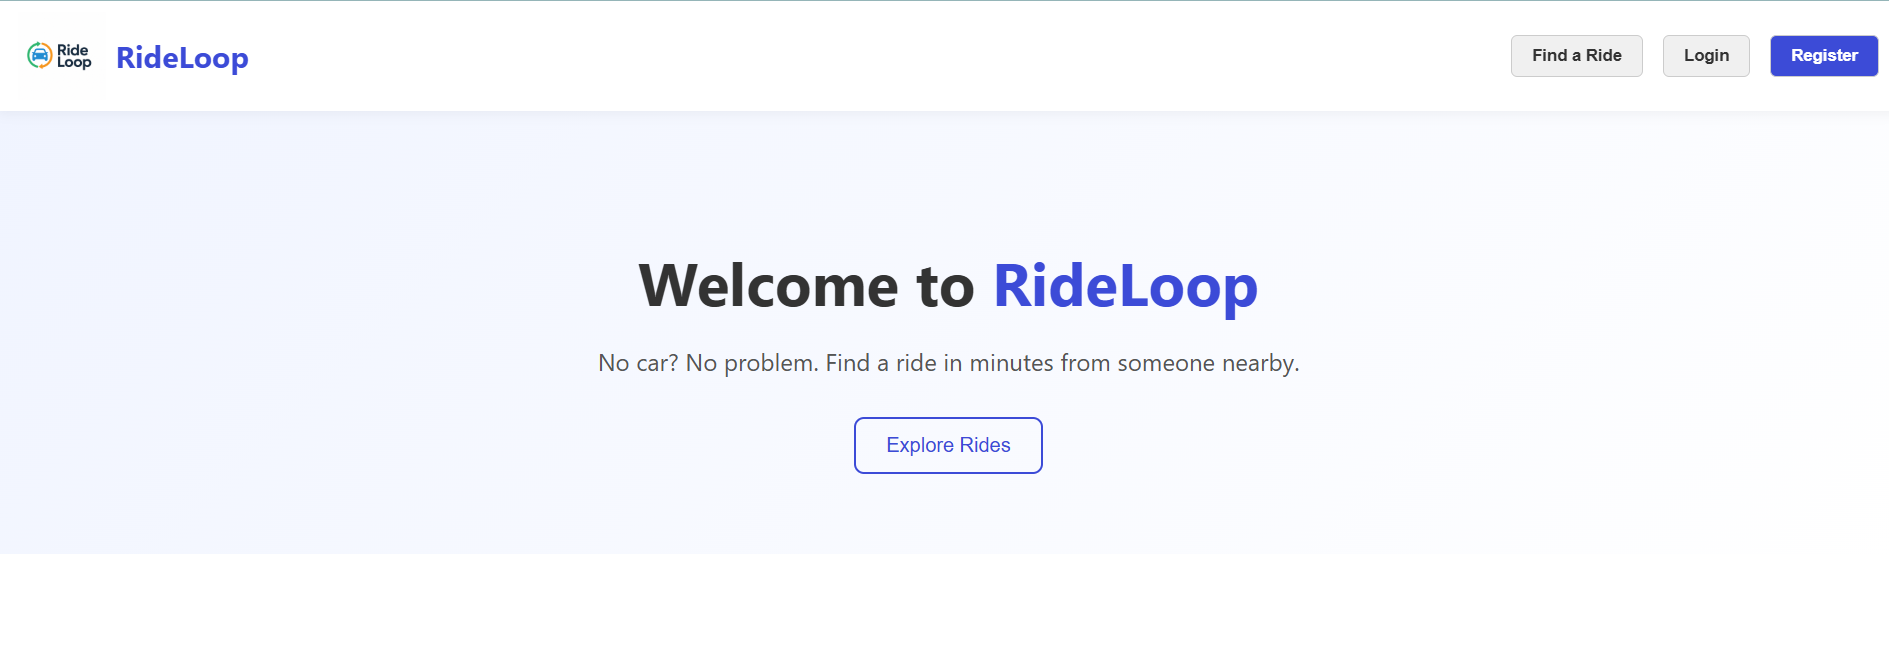 Ride
Loop
RideLoop
Find a Ride
Login
Register
Welcome to RideLoop
No car? No problem. Find a ride in minutes from someone nearby.
Explore Rides